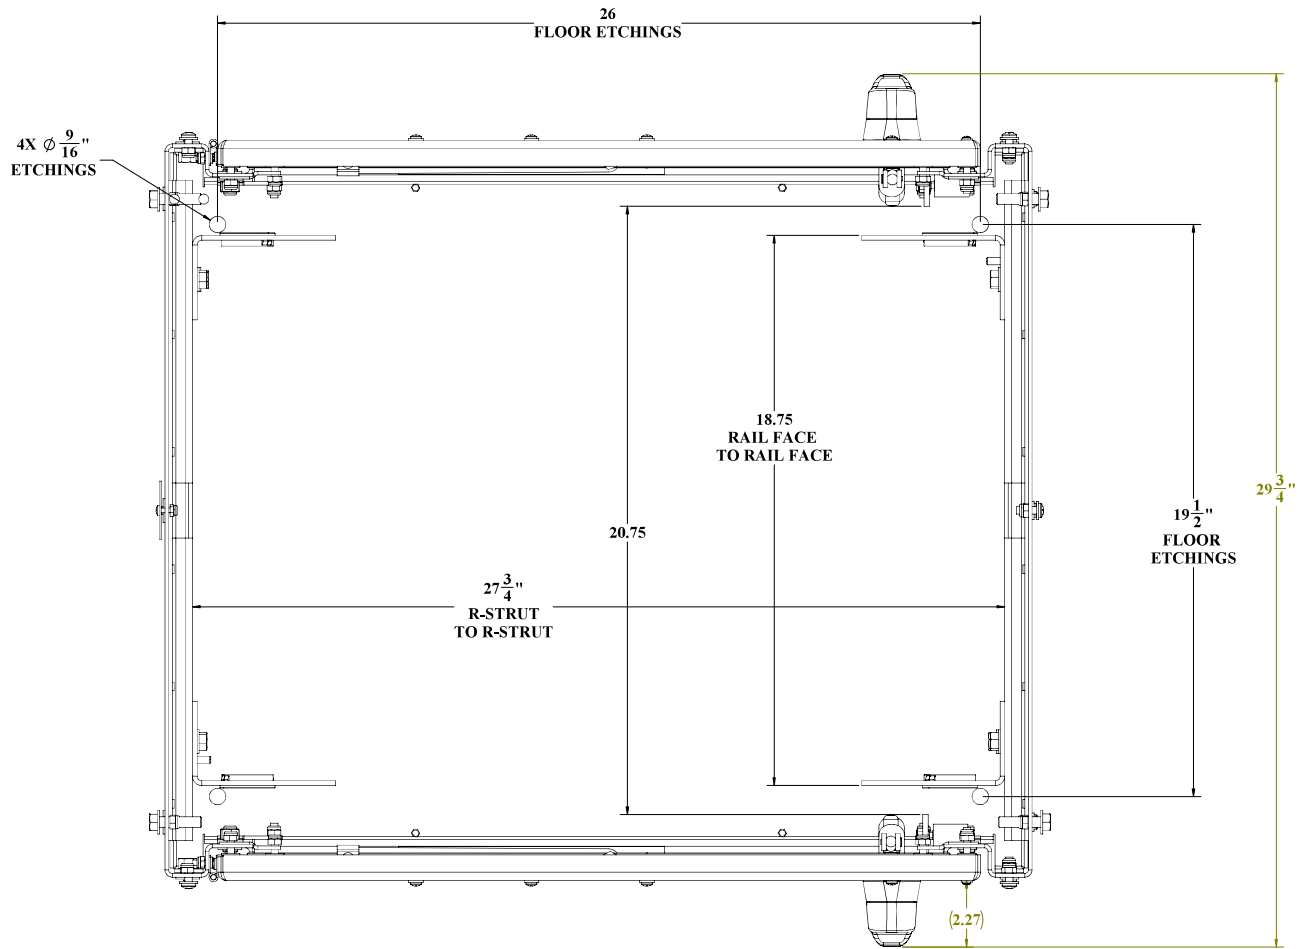 26
FLOOR ETCHINGS
4X ⌀ 9/16"
ETCHINGS
18.75
RAIL FACE
TO RAIL FACE
29 3/4"
19 1/2"
FLOOR
ETCHINGS
20.75
27 3/4"
R-STRUT
TO R-STRUT
(2.27)